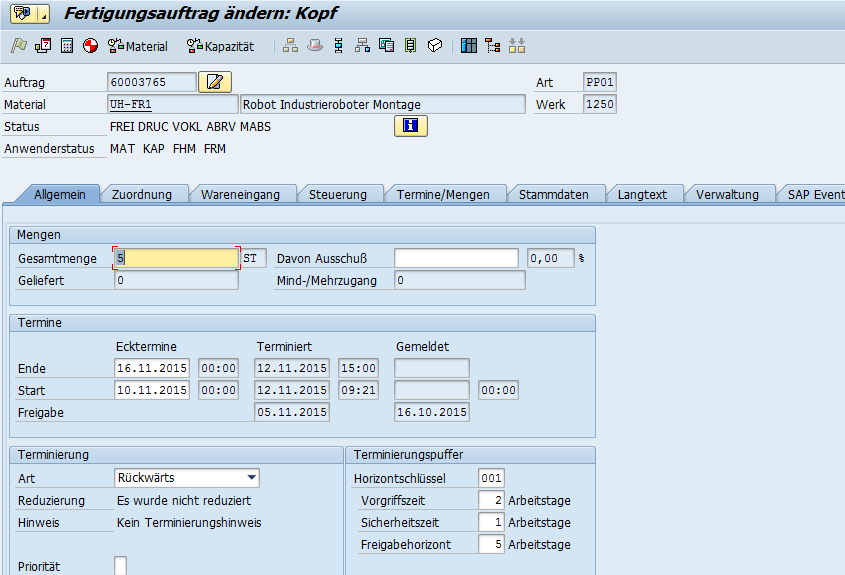 Fertigungsauftrag ändern: Kopf
Material Kapazität
Auftrag 60003765 Art PP01
Material UH-FR1 Robot Industrieroboter Montage Werk 1250
Status FREI DRUC VOKL ABRV MABS
Anwenderstatus MAT KAP FHM FRM
Allgemein Zuordnung Wareneingang Steuerung Termine/Mengen Stammdaten Langtext Verwaltung SAP Event
Mengen
Gesamtmenge 5 ST Davon Ausschuß 0,00 %
Geliefert 0 Mind-/Mehrzugang 0
Termine
Ecktermine Terminiert Gemeldet
Ende 16.11.2015 00:00 12.11.2015 15:00
Start 10.11.2015 00:00 12.11.2015 09:21 00:00
Freigabe 05.11.2015 16.10.2015
Terminierung
Art Rückwärts
Reduzierung Es wurde nicht reduziert
Hinweis Kein Terminierungshinweis
Priorität
Terminierungspuffer
Horizontschlüssel 001
Vorgriffszeit 2 Arbeitstage
Sicherheitszeit 1 Arbeitstage
Freigabehorizont 5 Arbeitstage